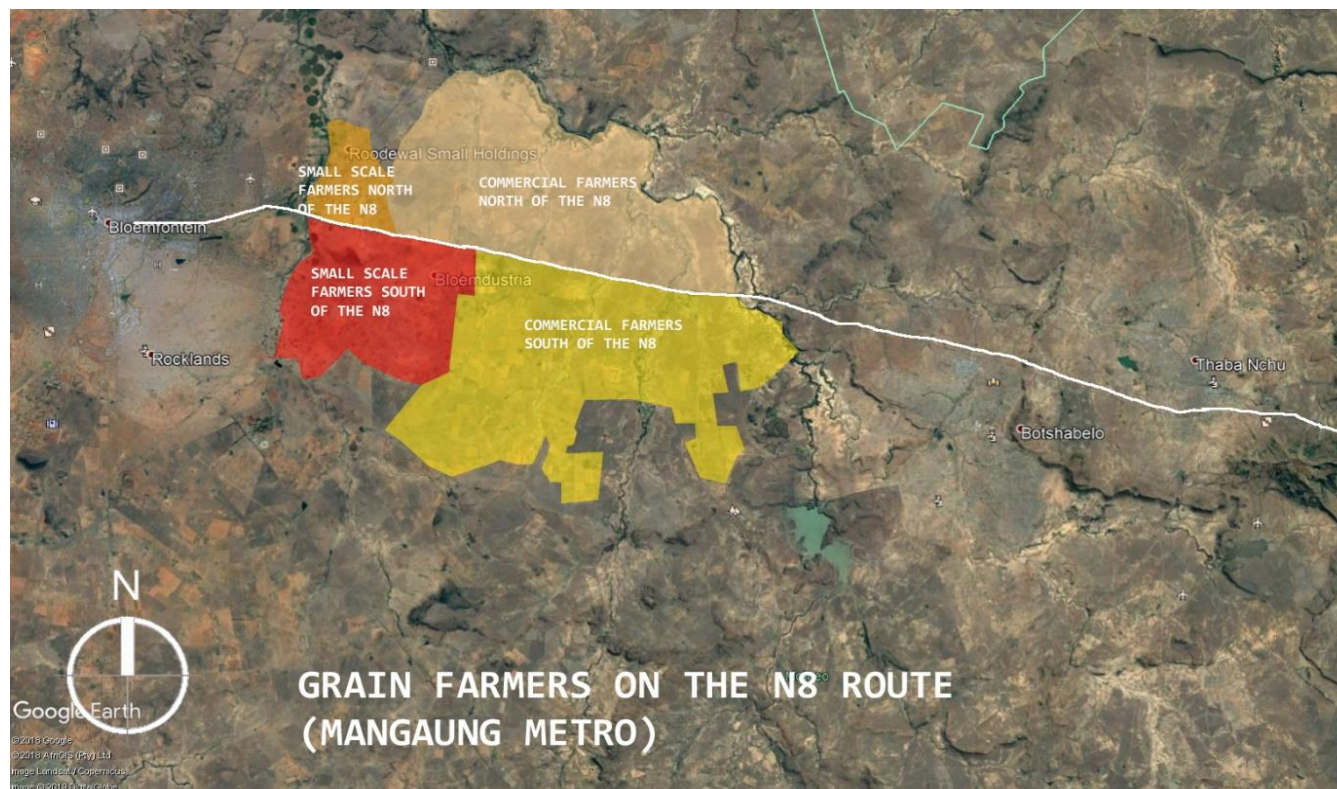 Roodewal Small Holdings
SMALL SCALE
FARMERS NORTH
OF THE N8
COMMERCIAL FARMERS
NORTH OF THE N8
Bloemfontein
SMALL SCALE
FARMERS SOUTH
OF THE N8
Bloemdustria
COMMERCIAL FARMERS
SOUTH OF THE N8
Rocklands
Thaba Nchu
Botshabelo
N
GRAIN FARMERS ON THE N8 ROUTE
(MANGAUNG METRO)
Google Earth
©2018 Google
©2018 AfriGIS (Pty) Ltd
Image Landsat / Copernicus